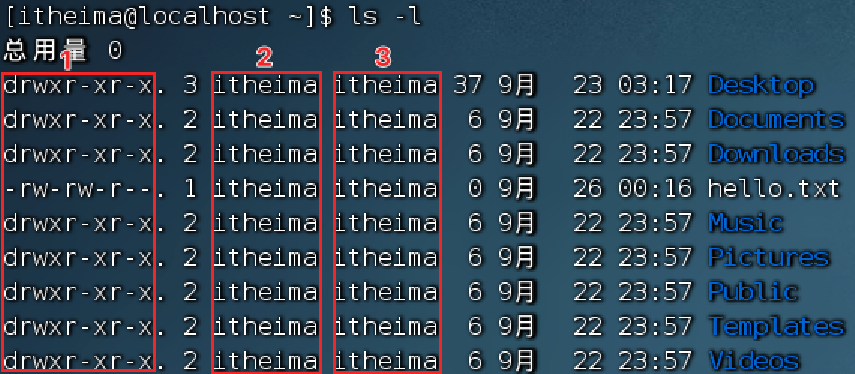 [itheima@localhost ~]$ ls -l
总用量 0
1 2 3
drwxr-xr-x. 3 itheima itheima 37 9月 23 03:17 Desktop
drwxr-xr-x. 2 itheima itheima 6 9月 22 23:57 Documents
drwxr-xr-x. 2 itheima itheima 6 9月 22 23:57 Downloads
-rw-rw-r--. 1 itheima itheima 0 9月 26 00:16 hello.txt
drwxr-xr-x. 2 itheima itheima 6 9月 22 23:57 Music
drwxr-xr-x. 2 itheima itheima 6 9月 22 23:57 Pictures
drwxr-xr-x. 2 itheima itheima 6 9月 22 23:57 Public
drwxr-xr-x. 2 itheima itheima 6 9月 22 23:57 Templates
drwxr-xr-x. 2 itheima itheima 6 9月 22 23:57 Videos